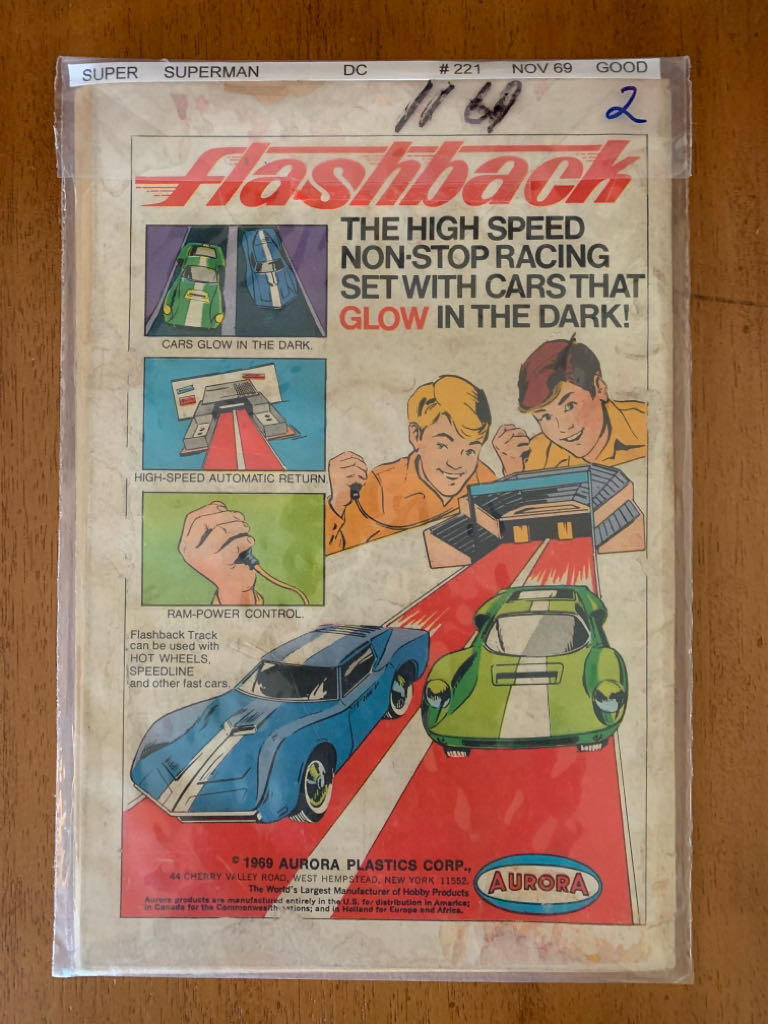 SUPER SUPERMAN DC # 221 NOV 69 GOOD
11 69 2
flashback
THE HIGH SPEED
NON-STOP RACING
SET WITH CARS THAT
GLOW IN THE DARK!
CARS GLOW IN THE DARK.
HIGH-SPEED AUTOMATIC RETURN
RAM-POWER CONTROL.
Flashback Track
can be used with
HOT WHEELS,
SPEEDLINE
and other fast cars.
© 1969 AURORA PLASTICS CORP.,
44 CHERRY VALLEY ROAD, WEST HEMPSTEAD, NEW YORK 11552.
The World's Largest Manufacturer of Hobby Products
Aurora products are manufactured entirely in the U.S. for distribution in America;
in Canada for the Commonwealth nations; and in Holland for Europe and Africa.
AURORA